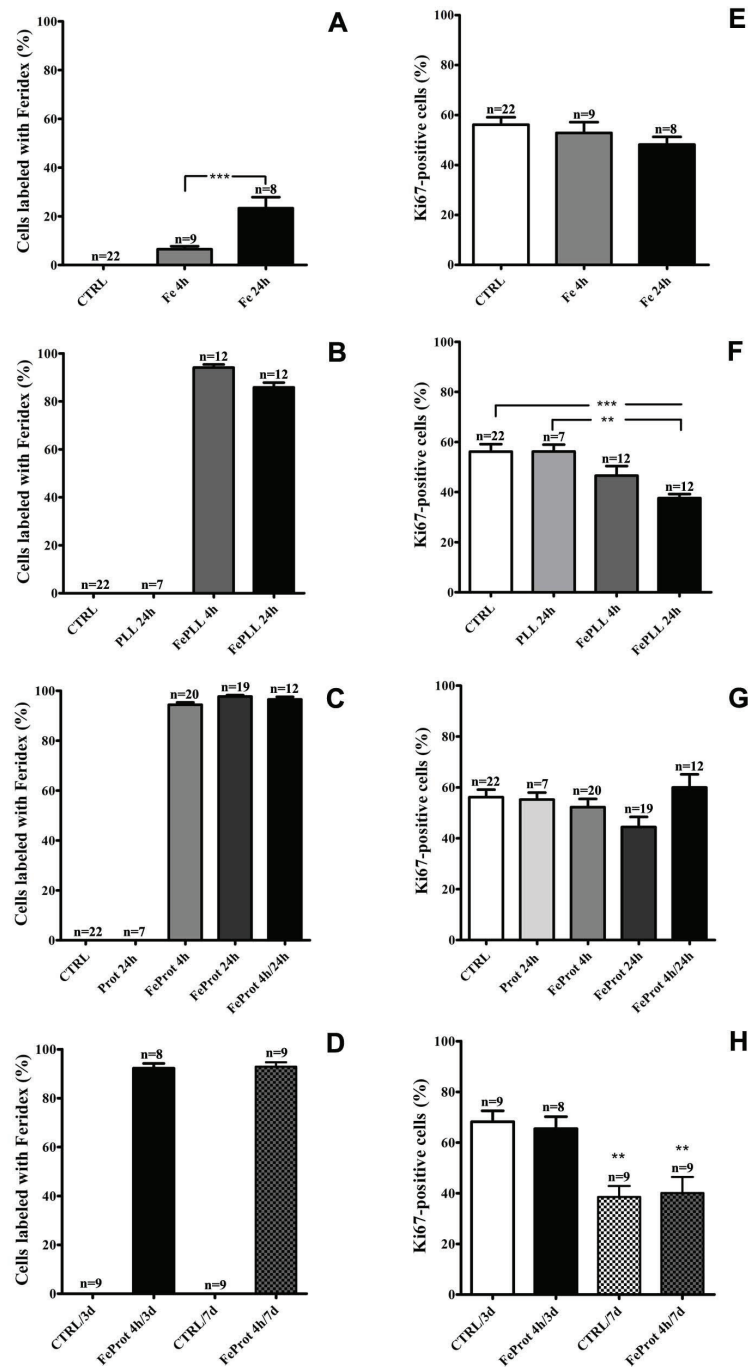 A
Cells labeled with Feridex (%)
100
80
60
40
20
0
n=22
n=9
***
n=8
CTRL
Fe 4h
Fe 24h
E
Ki67-positive cells (%)
100
80
60
40
20
0
n=22
n=9
n=8
CTRL
Fe 4h
Fe 24h
B
Cells labeled with Feridex (%)
100
80
60
40
20
0
n=22
n=7
n=12
n=12
CTRL
PLL 24h
FePLL 4h
FePLL 24h
F
Ki67-positive cells (%)
100
80
60
40
20
0
***
**
n=22
n=7
n=12
n=12
CTRL
PLL 24h
FePLL 4h
FePLL 24h
C
Cells labeled with Feridex (%)
100
80
60
40
20
0
n=22
n=7
n=20
n=19
n=12
CTRL
Prot 24h
FeProt 4h
FeProt 24h
FeProt 4h/24h
G
Ki67-positive cells (%)
100
80
60
40
20
0
n=22
n=7
n=20
n=19
n=12
CTRL
Prot 24h
FeProt 4h
FeProt 24h
FeProt 4h/24h
D
Cells labeled with Feridex (%)
100
80
60
40
20
0
n=9
n=8
n=9
n=9
CTRL/3d
FeProt 4h/3d
CTRL/7d
FeProt 4h/7d
H
Ki67-positive cells (%)
100
80
60
40
20
0
n=9
n=8
**
n=9
**
n=9
CTRL/3d
FeProt 4h/3d
CTRL/7d
FeProt 4h/7d